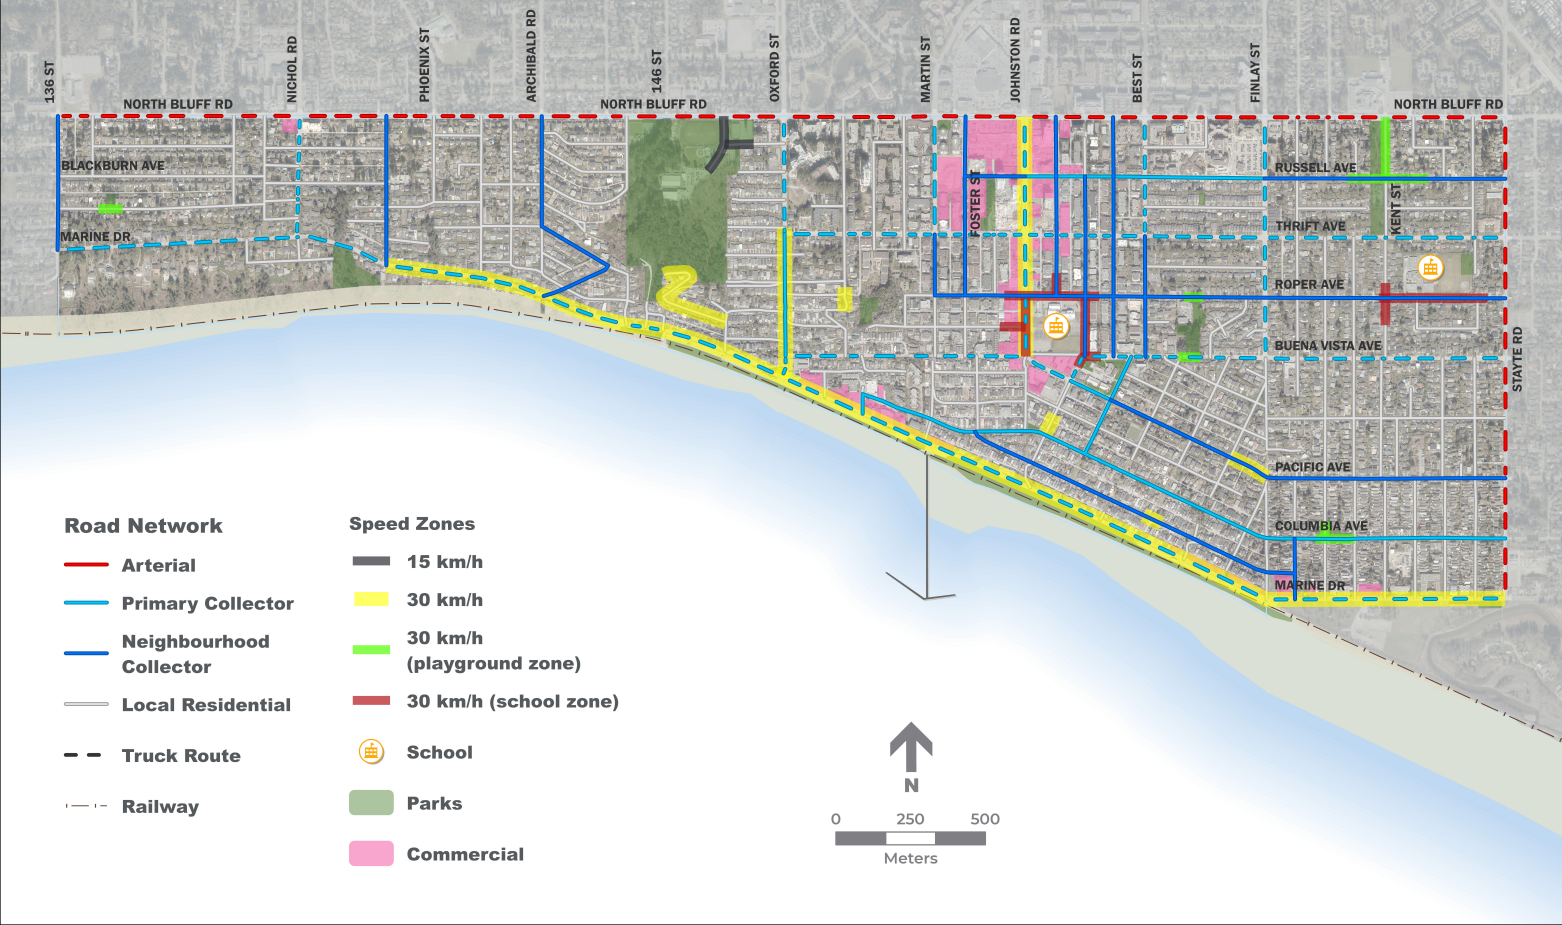 136 ST
NICHOL RD
PHOENIX ST
ARCHIBALD RD
146 ST
OXFORD ST
MARTIN ST
JOHNSTON RD
BEST ST
FINLAY ST
NORTH BLUFF RD
NORTH BLUFF RD
NORTH BLUFF RD
BLACKBURN AVE
RUSSELL AVE
FOSTER ST
KENT ST
MARINE DR
THRIFT AVE
ROPER AVE
BUENA VISTA AVE
STAYTE RD
PACIFIC AVE
COLUMBIA AVE
MARINE DR
Road Network
Arterial
Primary Collector
Neighbourhood
Collector
Local Residential
Truck Route
Railway
Speed Zones
15 km/h
30 km/h
30 km/h
(playground zone)
30 km/h (school zone)
School
Parks
Commercial
N
0 250 500
Meters